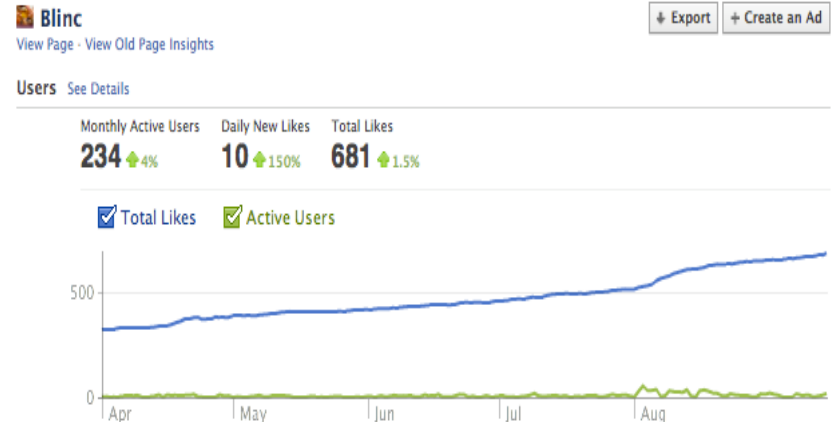 Blinc
Export
+ Create an Ad
View Page · View Old Page Insights
Users See Details
Monthly Active Users Daily New Likes Total Likes
234 4% 10 150% 681 1.5%
Total Likes Active Users
500
0
Apr May Jun Jul Aug